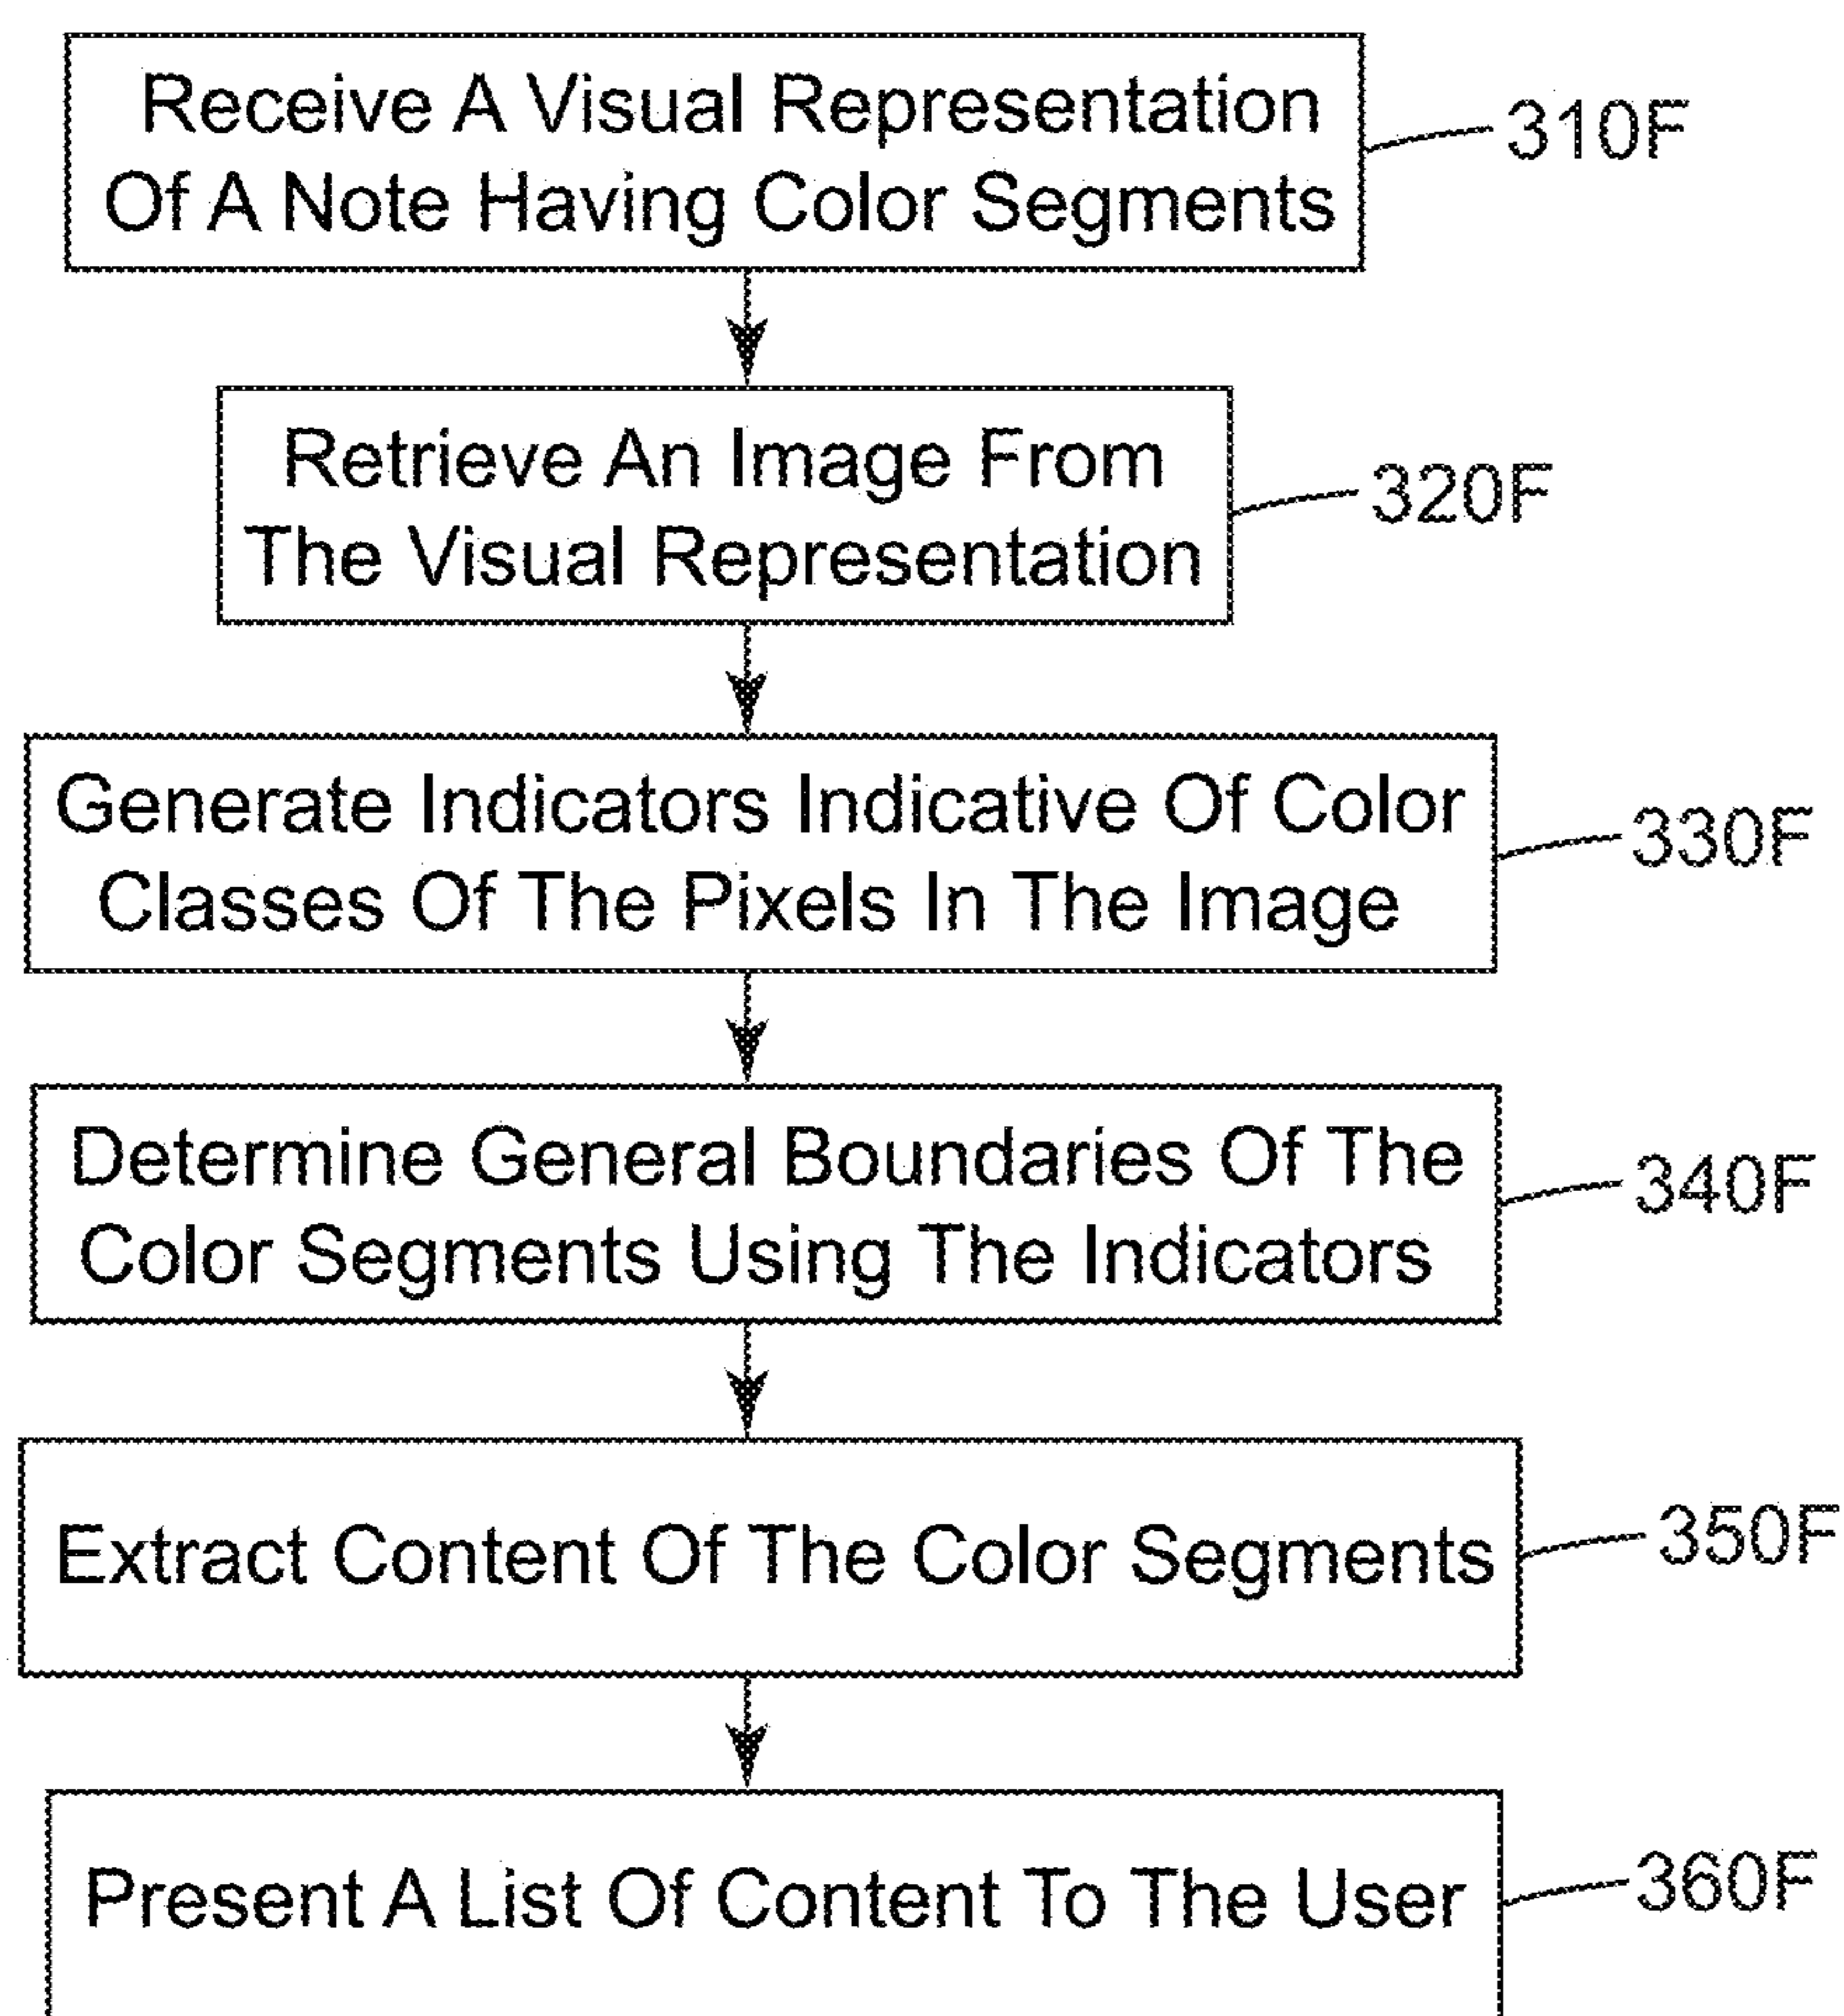 Receive A Visual Representation
Of A Note Having Color Segments
310F
Retrieve An Image From
The Visual Representation
320F
Generate Indicators Indicative Of Color
Classes Of The Pixels In The Image
330F
Determine General Boundaries Of The
Color Segments Using The Indicators
340F
Extract Content Of The Color Segments
350F
Present A List Of Content To The User
360F